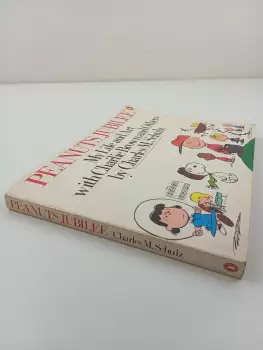 PEANUTS JUBILEE
My Life and Art
with Charlie Brown and Others
by Charles M. Schulz
PEANUTS JUBILEE Charles M. Schulz